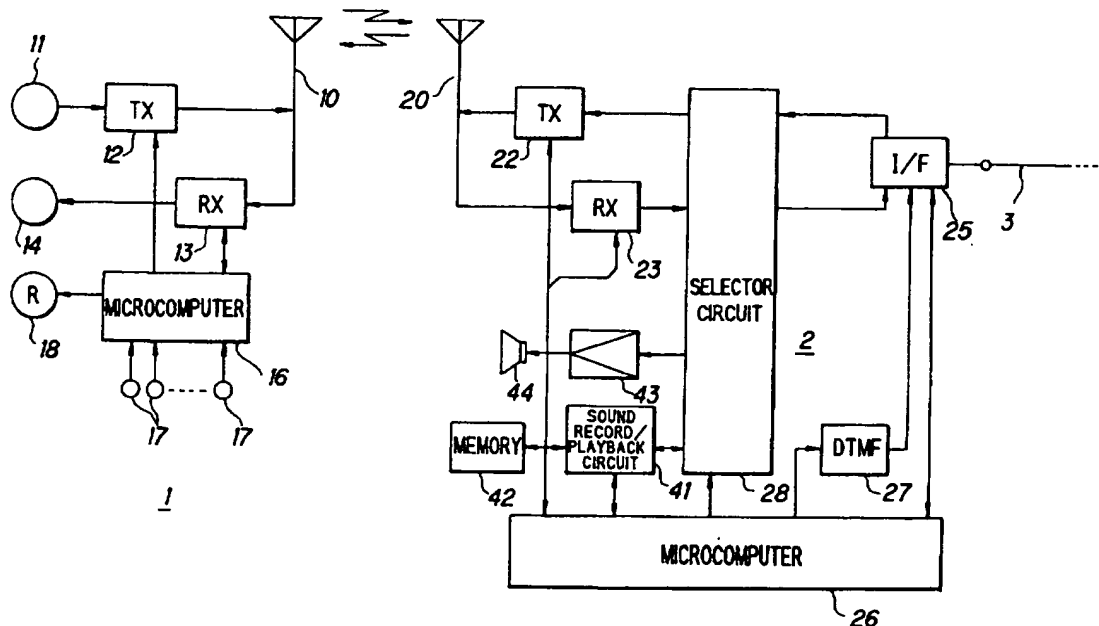 11
TX
12
10
20
TX
22
I/F
25
3
14
RX
13
RX
23
SELECTOR
CIRCUIT
2
R
18
MICROCOMPUTER
16
17
17
44
43
MEMORY
42
SOUND
RECORD/
PLAYBACK
CIRCUIT
41
28
DTMF
27
1
MICROCOMPUTER
26